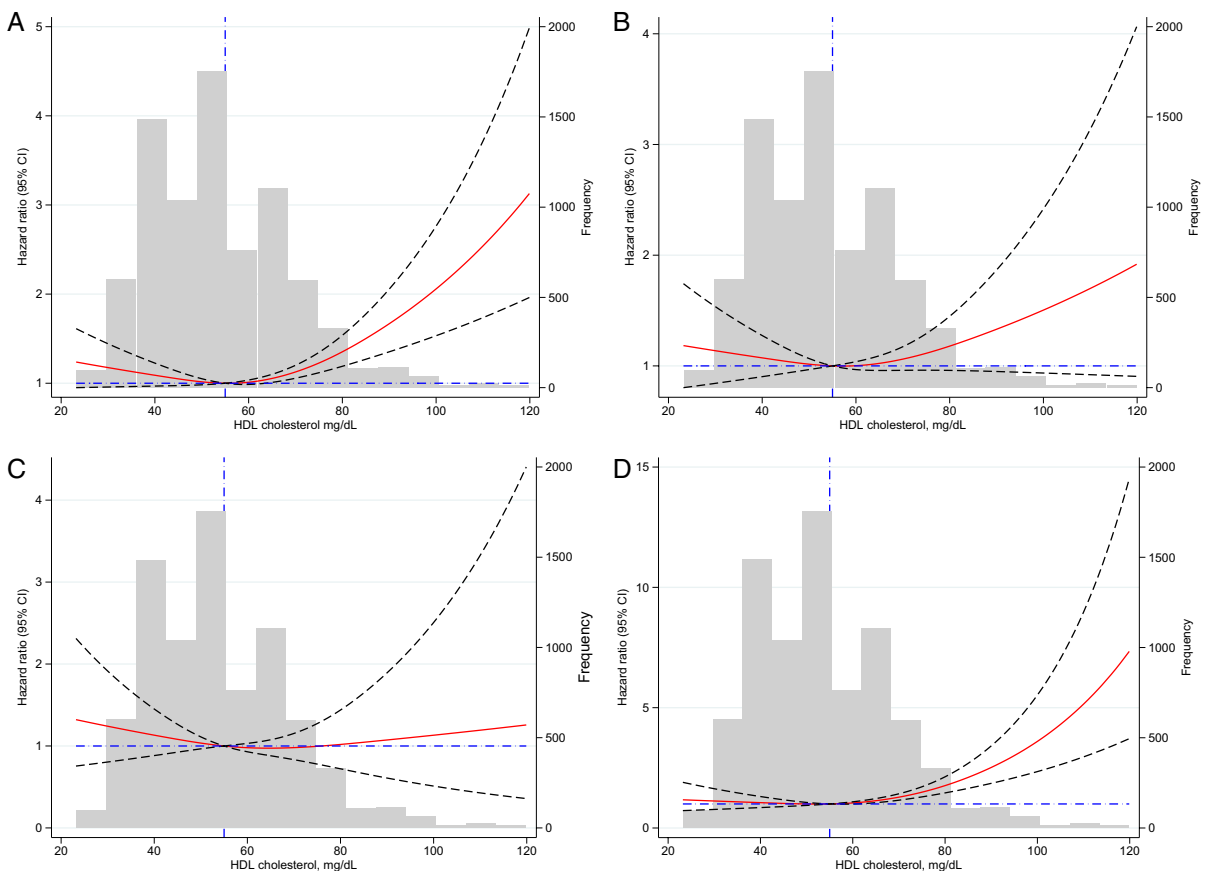 A
Hazard ratio (95% CI)
5
4
3
2
1
2000
1500
1000
500
0
Frequency
20 40 60 80 100 120
HDL cholesterol mg/dL
B
Hazard ratio (95% CI)
4
3
2
1
2000
1500
1000
500
0
Frequency
20 40 60 80 100 120
HDL cholesterol, mg/dL
C
Hazard ratio (95% CI)
4
3
2
1
0
2000
1500
1000
500
0
Frequency
20 40 60 80 100 120
HDL cholesterol, mg/dL
D
Hazard ratio (95% CI)
15
10
5
0
2000
1500
1000
500
0
Frequency
20 40 60 80 100 120
HDL cholesterol, mg/dL